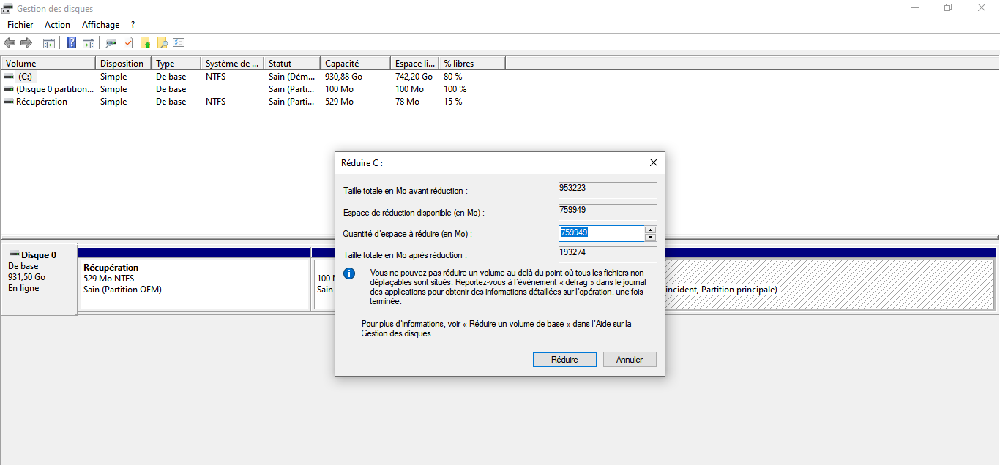 Gestion des disques
Fichier Action Affichage ?
Volume Disposition Type Système de ... Statut Capacité Espace li... % libres
(C:) Simple De base NTFS Sain (Dém... 930,88 Go 742,20 Go 80 %
(Disque 0 partition... Simple De base Sain (Parti... 100 Mo 100 Mo 100 %
Récupération Simple De base NTFS Sain (Parti... 529 Mo 78 Mo 15 %
Réduire C :
Taille totale en Mo avant réduction : 953223
Espace de réduction disponible (en Mo) : 759949
Quantité d'espace à réduire (en Mo) : 759949
Taille totale en Mo après réduction : 193274
Vous ne pouvez pas réduire un volume au-delà du point où tous les fichiers non
déplaçables sont situés. Reportez-vous à l'événement « defrag » dans le journal
des applications pour obtenir des informations détaillées sur l'opération, une fois
terminée.
Pour plus d'informations, voir « Réduire un volume de base » dans l'Aide sur la
Gestion des disques
Réduire Annuler
Disque 0
De base
931,50 Go
En ligne
Récupération
529 Mo NTFS
Sain (Partition OEM)
100
Sain
incident, Partition principale)